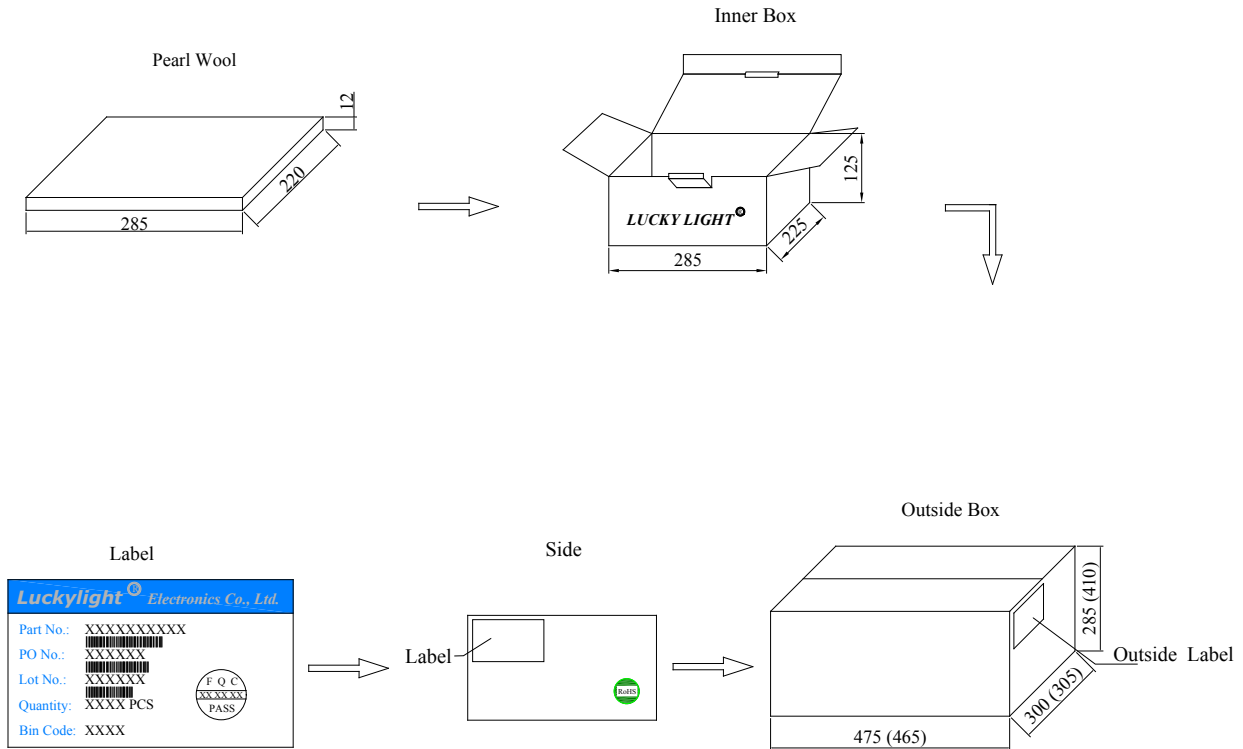 Inner Box
Pearl Wool
12
220
285
LUCKY LIGHT ®
125
225
285
Outside Box
Label
Side
Luckylight ® Electronics Co., Ltd.
Part No.: XXXXXXXXXX
PO No.: XXXXXX
Lot No.: XXXXXX
Quantity: XXXX PCS
Bin Code: XXXX
F Q C
XXXXXX
PASS
Label
RoHS
285 (410)
Outside Label
300 (305)
475 (465)